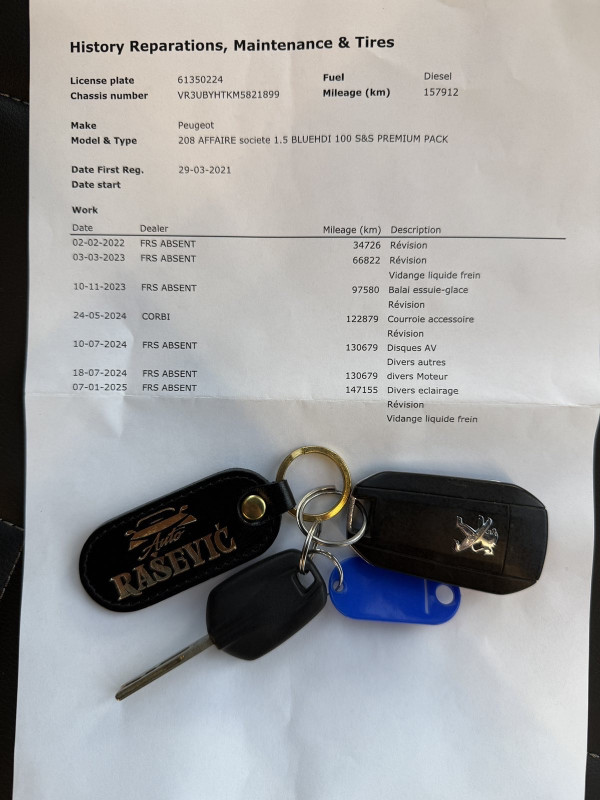 History Reparations, Maintenance & Tires
License plate 61350224 Fuel Diesel
Chassis number VR3UBYHTKM5821899 Mileage (km) 157912
Make Peugeot
Model & Type 208 AFFAIRE societe 1.5 BLUEHDI 100 S&S PREMIUM PACK
Date First Reg. 29-03-2021
Date start
Work
Date Dealer Mileage (km) Description
02-02-2022 FRS ABSENT 34726 Révision
03-03-2023 FRS ABSENT 66822 Révision
Vidange liquide frein
10-11-2023 FRS ABSENT 97580 Balai essuie-glace
Révision
24-05-2024 CORBI 122879 Courroie accessoire
Révision
10-07-2024 FRS ABSENT 130679 Disques AV
Divers autres
18-07-2024 FRS ABSENT 130679 divers Moteur
07-01-2025 FRS ABSENT 147155 Divers eclairage
Révision
Vidange liquide frein
Auto
RASEVIĆ